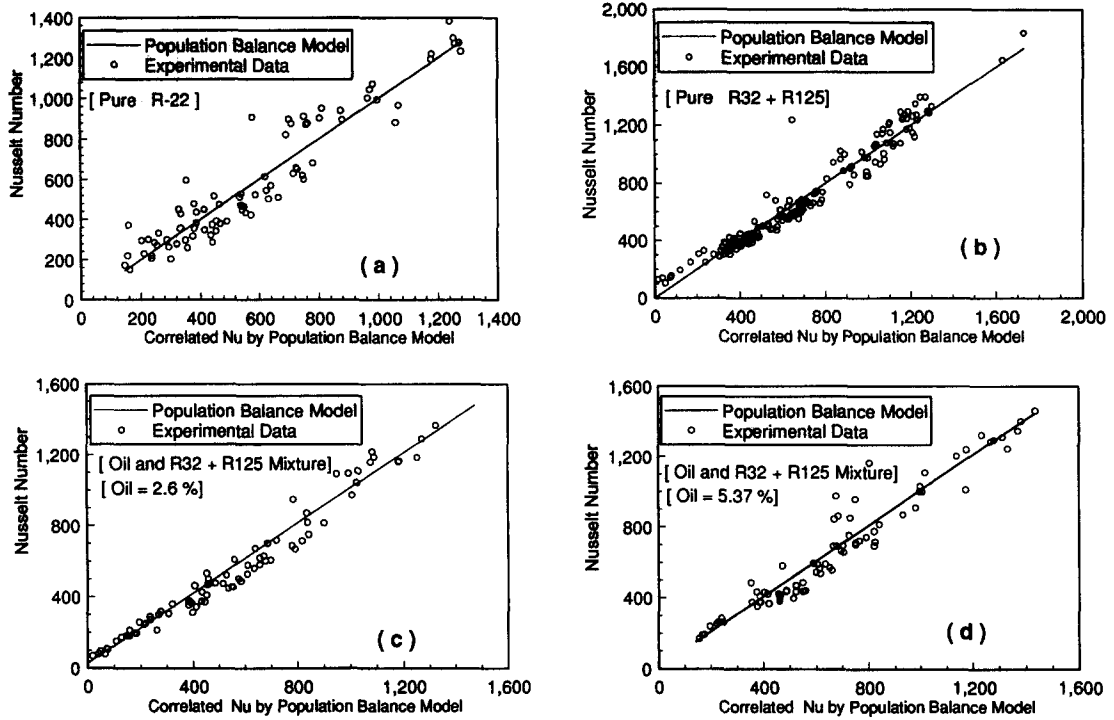 1,400
1,200
1,000
800
600
400
200
0
Nusselt Number
Population Balance Model
Experimental Data
[ Pure R-22 ]
( a )
0 200 400 600 800 1,000 1,200 1,400
Correlated Nu by Population Balance Model
2,000
1,600
1,200
800
400
0
Nusselt Number
Population Balance Model
Experimental Data
[ Pure R32 + R125]
( b )
0 400 800 1,200 1,600 2,000
Correlated Nu by Population Balance Model
1,600
1,200
800
400
0
Nusselt Number
Population Balance Model
Experimental Data
[ Oil and R32 + R125 Mixture]
[ Oil = 2.6 %]
( c )
0 400 800 1,200 1,600
Correlated Nu by Population Balance Model
1,600
1,200
800
400
0
Nusselt Number
Population Balance Model
Experimental Data
[ Oil and R32 + R125 Mixture]
[ Oil = 5.37 %]
( d )
0 400 800 1,200 1,600
Correlated Nu by Population Balance Model